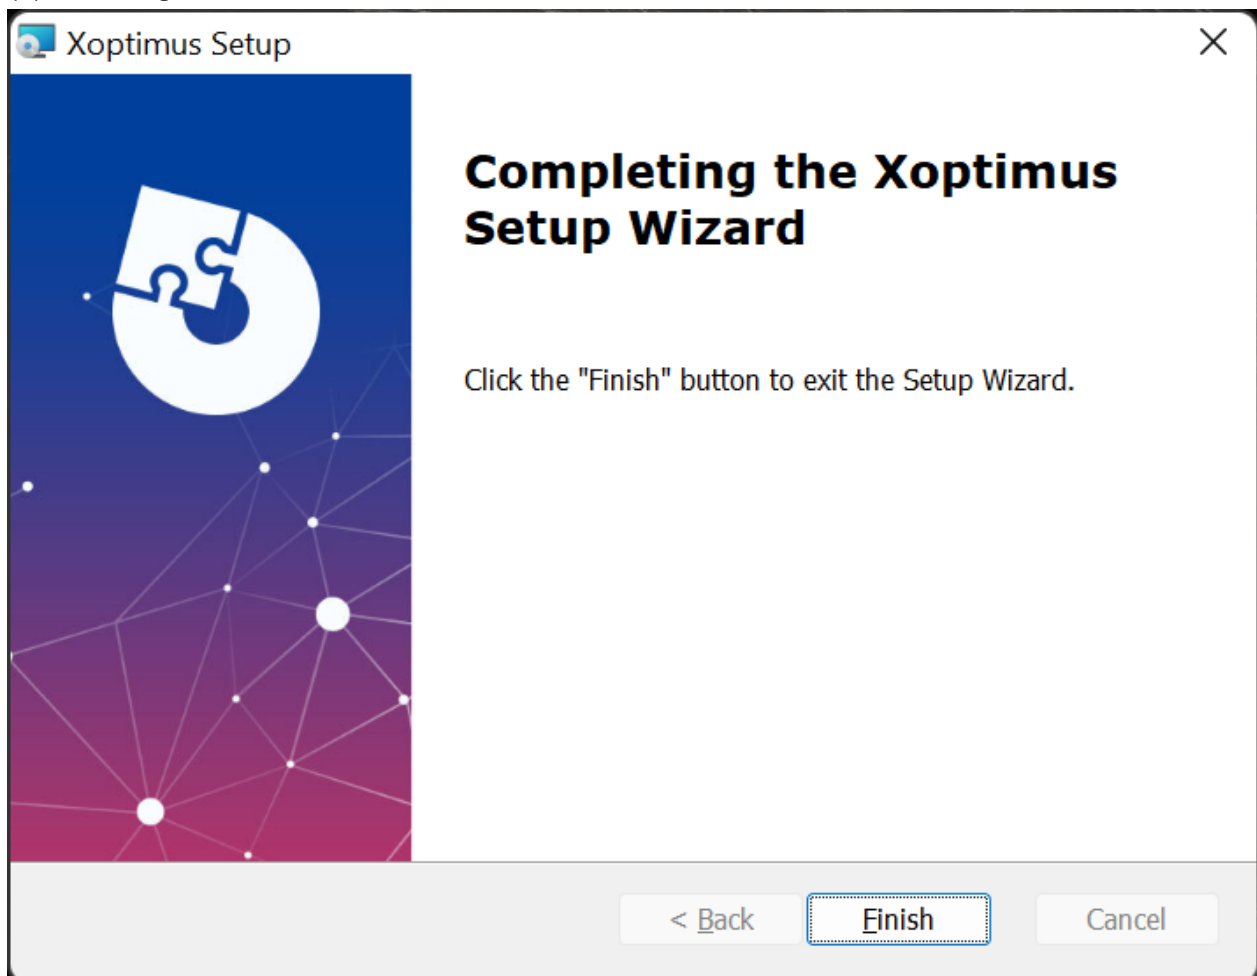 Xoptimus Setup
Completing the Xoptimus
Setup Wizard
Click the "Finish" button to exit the Setup Wizard.
< Back
Finish
Cancel